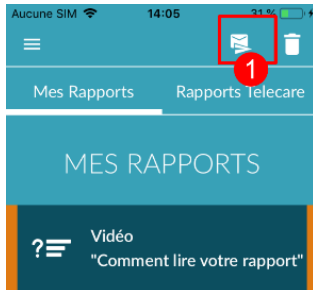 Aucune SIM 14:05 31 %
1
Mes Rapports Rapports Telecare
MES RAPPORTS
?
Vidéo
"Comment lire votre rapport"